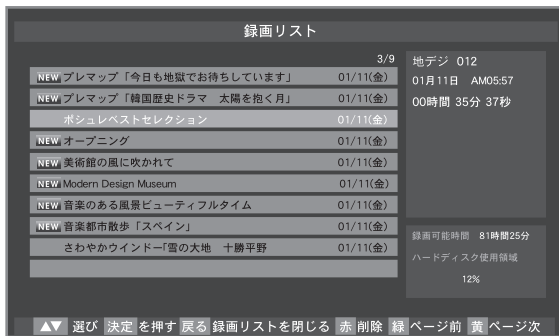 録画リスト
3/9
NEW プレマップ「今日も地獄でお待ちしています」 01/11(金)
NEW プレマップ「韓国歴史ドラマ 太陽を抱く月」 01/11(金)
ポシュレベストセレクション 01/11(金)
NEW オープニング 01/11(金)
NEW 美術館の風に吹かれて 01/11(金)
NEW Modern Design Museum 01/11(金)
NEW 音楽のある風景ビューティフルタイム 01/11(金)
NEW 音楽都市散歩「スペイン」 01/11(金)
さわやかウインドー「雪の大地 十勝平野 01/11(金)
地デジ 012
01月11日 AM05:57
00時間 35分 37秒
録画可能時間 81時間25分
ハードディスク使用領域
12%
▲▼ 選び 決定 を押す 戻る 録画リストを閉じる 赤 削除 緑 ページ前 黄 ページ次